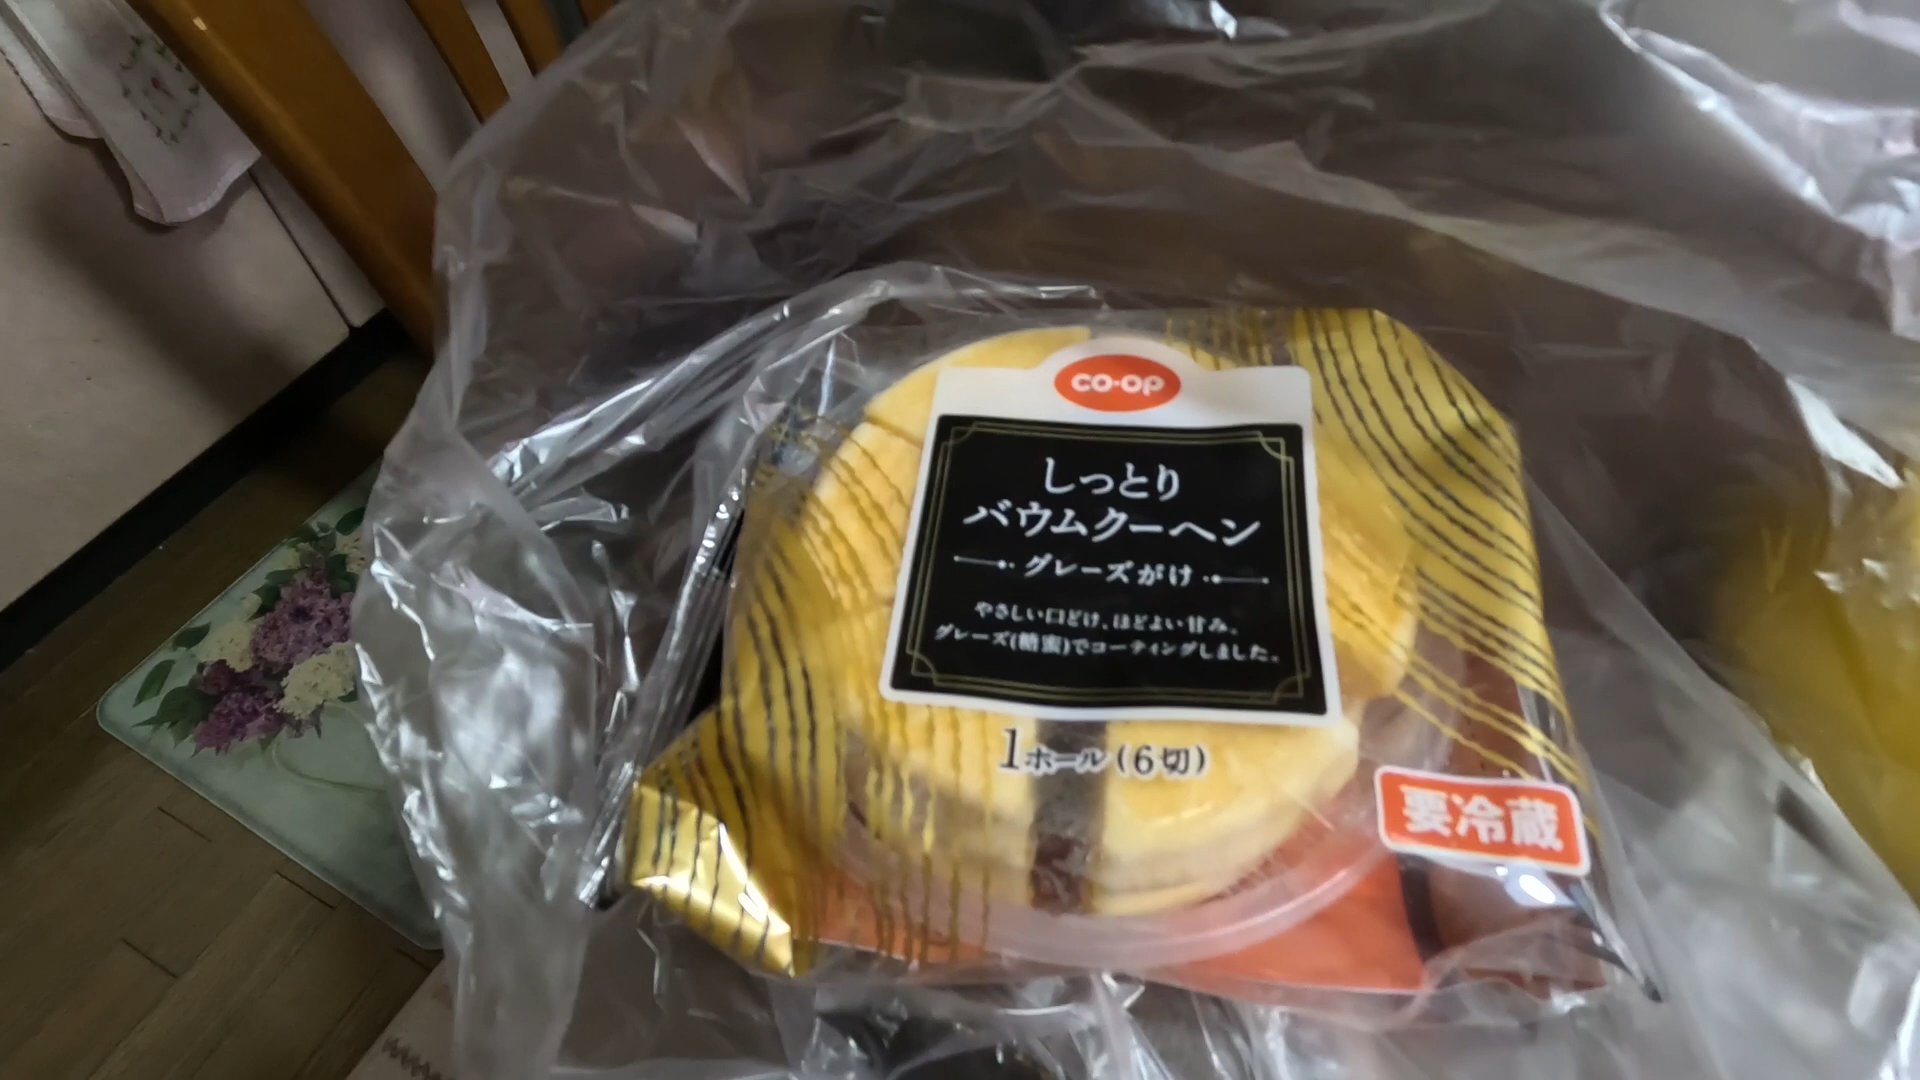 co·op
しっとり
バウムクーヘン
グレーズがけ
やさしい口どけ、ほどよい甘み。
グレーズ(糖蜜)でコーティングしました。
1ホール(6切)
要冷蔵